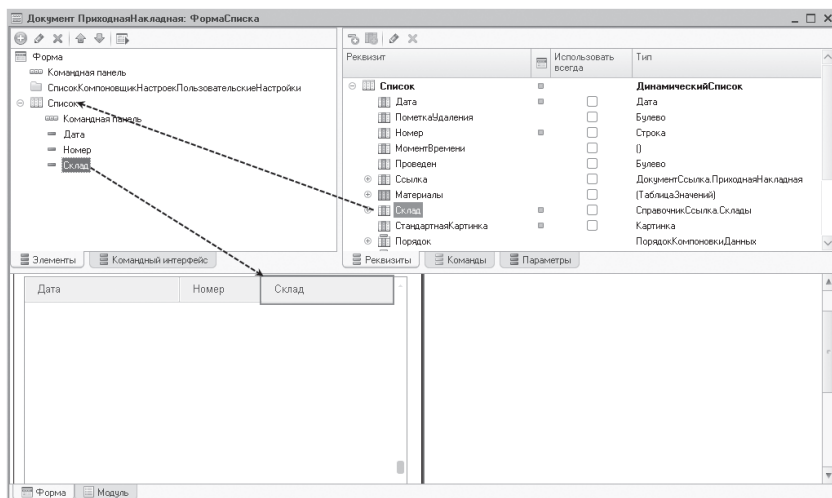 Документ ПриходнаяНакладная: ФормаСписка
Форма
Командная панель
СписокКомпоновщикНастроекПользовательскиеНастройки
Список
Командная панель
Дата
Номер
Склад
Элементы
Командный интерфейс
Реквизит
Использовать всегда
Тип
Список ДинамическийСписок
Дата Дата
ПометкаУдаления Булево
Номер Строка
МоментВремени ()
Проведен Булево
Ссылка ДокументСсылка.ПриходнаяНакладная
Материалы (ТаблицаЗначений)
Склад СправочникСсылка.Склады
СтандартнаяКартинка Картинка
Порядок ПорядокКомпоновкиДанных
Реквизиты
Команды
Параметры
Дата Номер Склад
Форма
Модуль